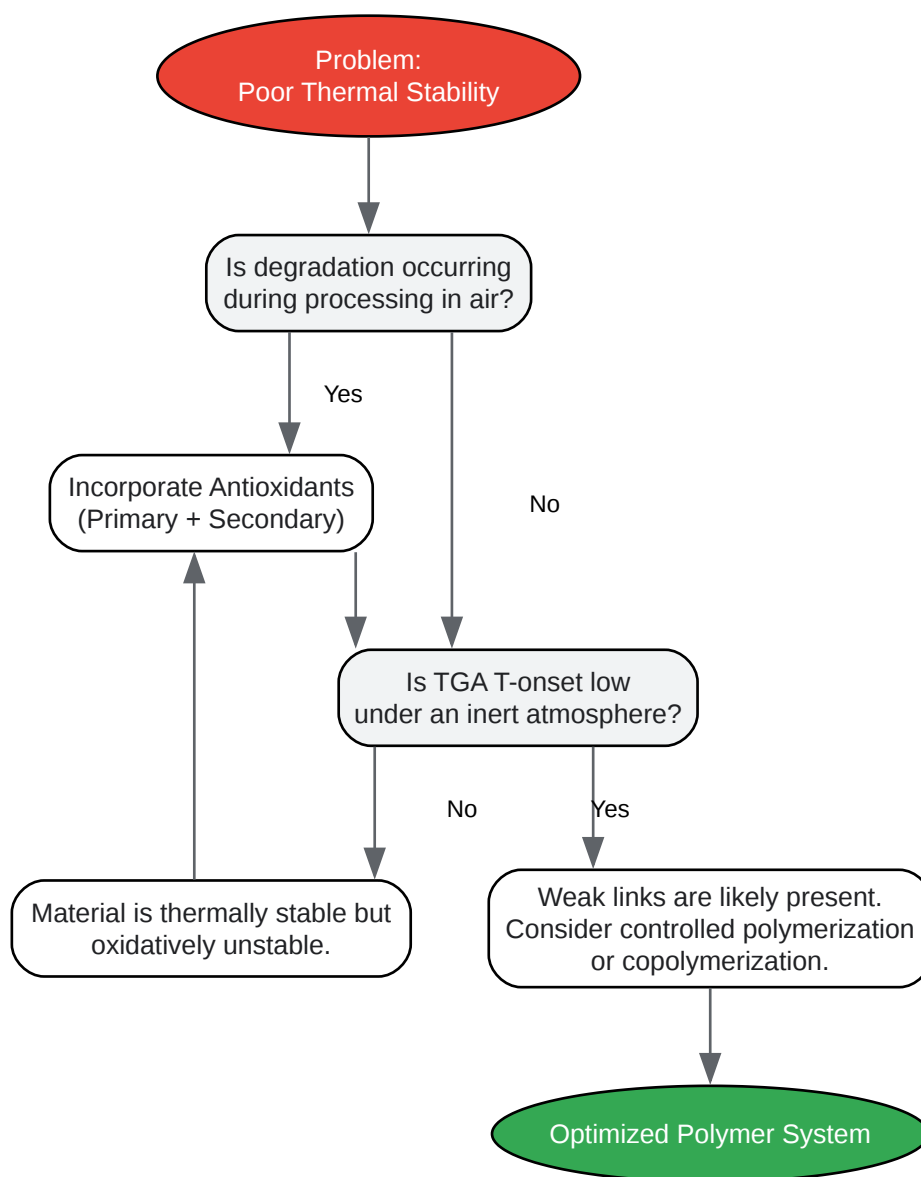 Problem:
Poor Thermal Stability
Is degradation occurring
during processing in air?
Yes
Incorporate Antioxidants
(Primary + Secondary)
No
Is TGA T-onset low
under an inert atmosphere?
No
Yes
Material is thermally stable but
oxidatively unstable.
Weak links are likely present.
Consider controlled polymerization
or copolymerization.
Optimized Polymer System